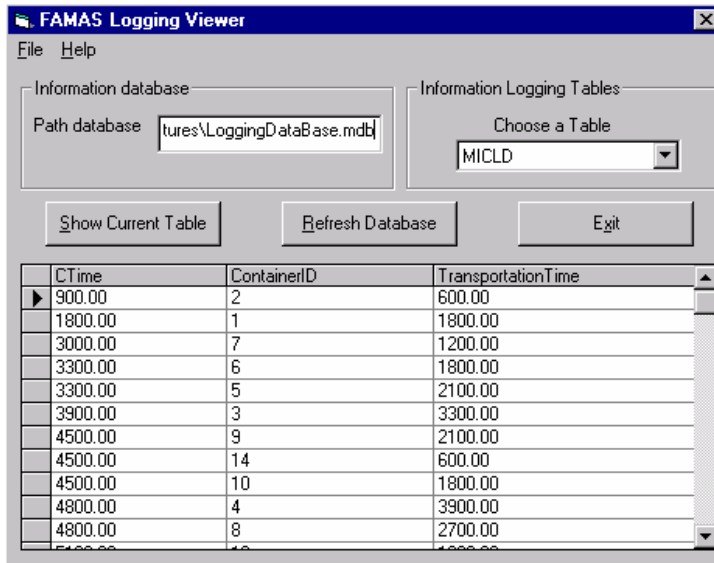 FAMAS Logging Viewer
File Help
Information database
Information Logging Tables
Path database tures\LoggingDataBase.mdb
Choose a Table
MICLD
Show Current Table Refresh Database Exit
CTime ContainerID TransportationTime
900.00 2 600.00
1800.00 1 1800.00
3000.00 7 1200.00
3300.00 6 1800.00
3300.00 5 2100.00
3900.00 3 3300.00
4500.00 9 2100.00
4500.00 14 600.00
4500.00 10 1800.00
4800.00 4 3900.00
4800.00 8 2700.00